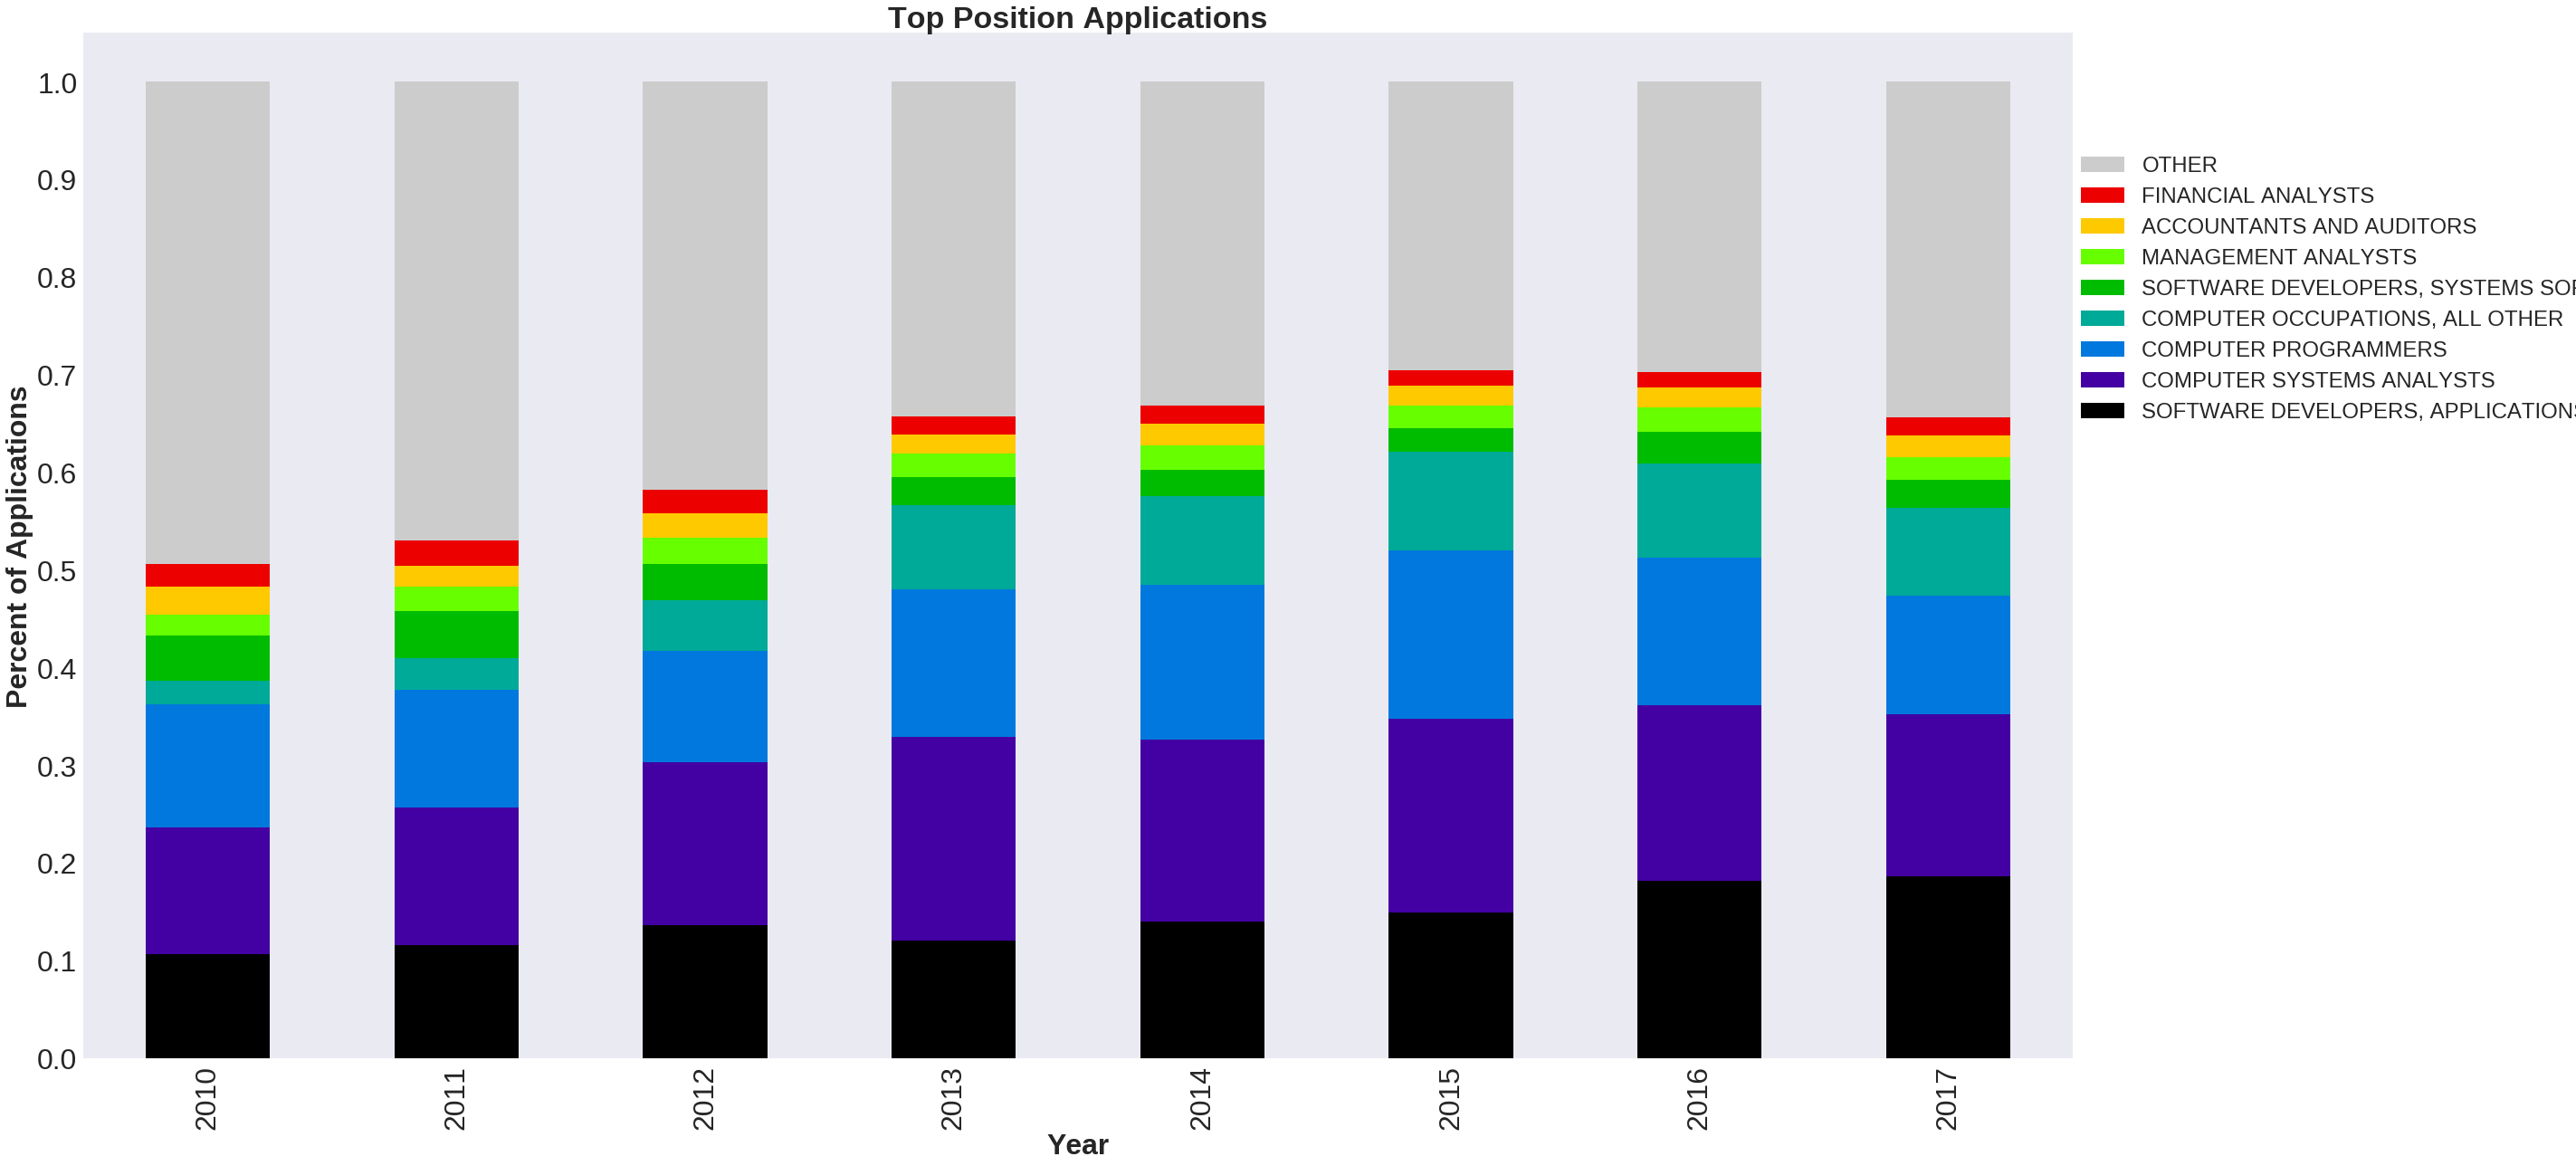 Top Position Applications
Percent of Applications
1.0
0.9
0.8
0.7
0.6
0.5
0.4
0.3
0.2
0.1
0.0
2010
2011
2012
2013
2014
2015
2016
2017
Year
OTHER
FINANCIAL ANALYSTS
ACCOUNTANTS AND AUDITORS
MANAGEMENT ANALYSTS
SOFTWARE DEVELOPERS, SYSTEMS
COMPUTER OCCUPATIONS, ALL OTHER
COMPUTER PROGRAMMERS
COMPUTER SYSTEMS ANALYSTS
SOFTWARE DEVELOPERS, APPLICATIONS